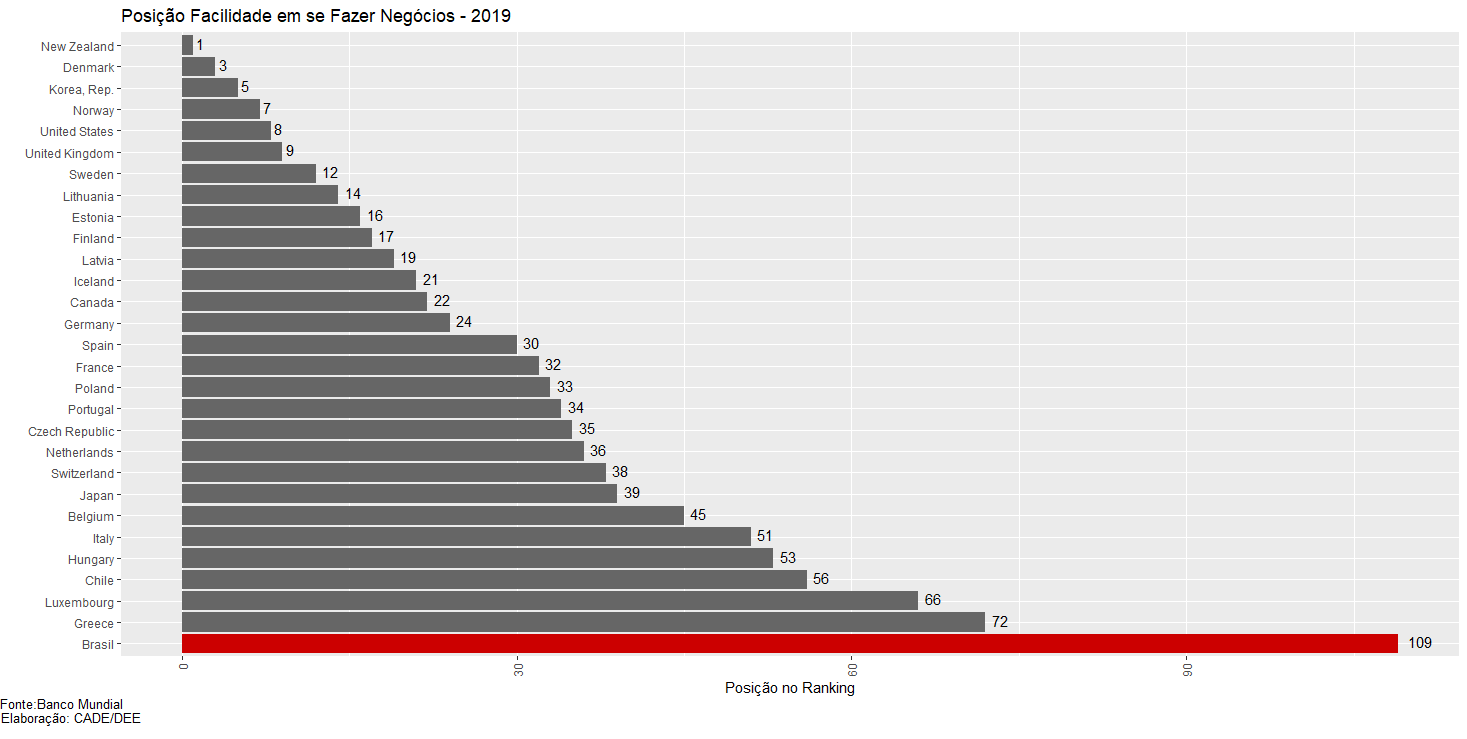 Posição Facilidade em se Fazer Negócios - 2019
New Zealand 1
Denmark 3
Korea, Rep. 5
Norway 7
United States 8
United Kingdom 9
Sweden 12
Lithuania 14
Estonia 16
Finland 17
Latvia 19
Iceland 21
Canada 22
Germany 24
Spain 30
France 32
Poland 33
Portugal 34
Czech Republic 35
Netherlands 36
Switzerland 38
Japan 39
Belgium 45
Italy 51
Hungary 53
Chile 56
Luxembourg 66
Greece 72
Brasil 109
0 30 60 90
Posição no Ranking
Fonte:Banco Mundial
Elaboração: CADE/DEE